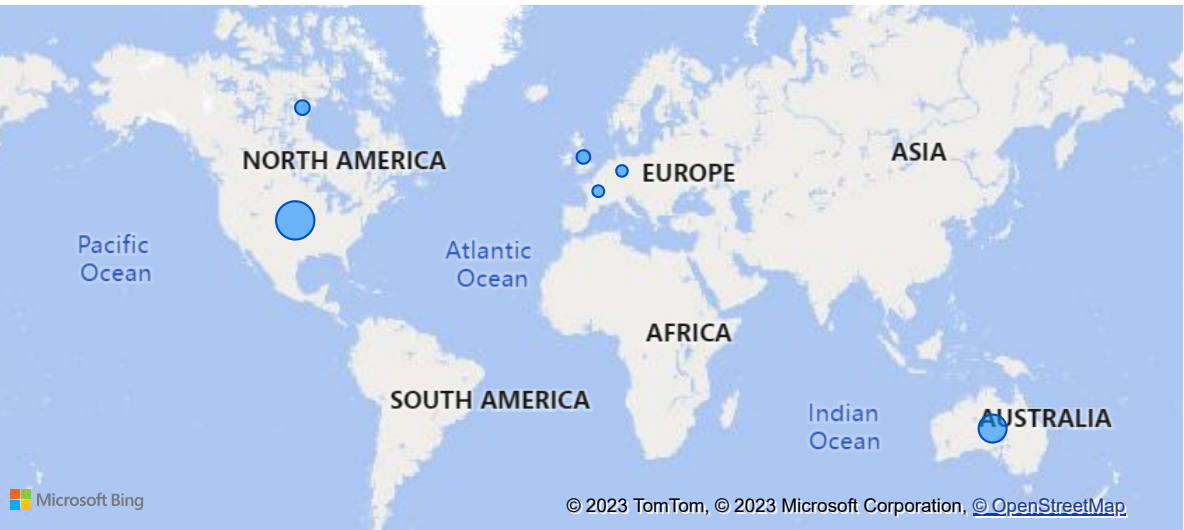 NORTH AMERICA
EUROPE
ASIA
Pacific
Ocean
Atlantic
Ocean
AFRICA
SOUTH AMERICA
Indian
Ocean
AUSTRALIA
Microsoft Bing
© 2023 TomTom, © 2023 Microsoft Corporation, © OpenStreetMap